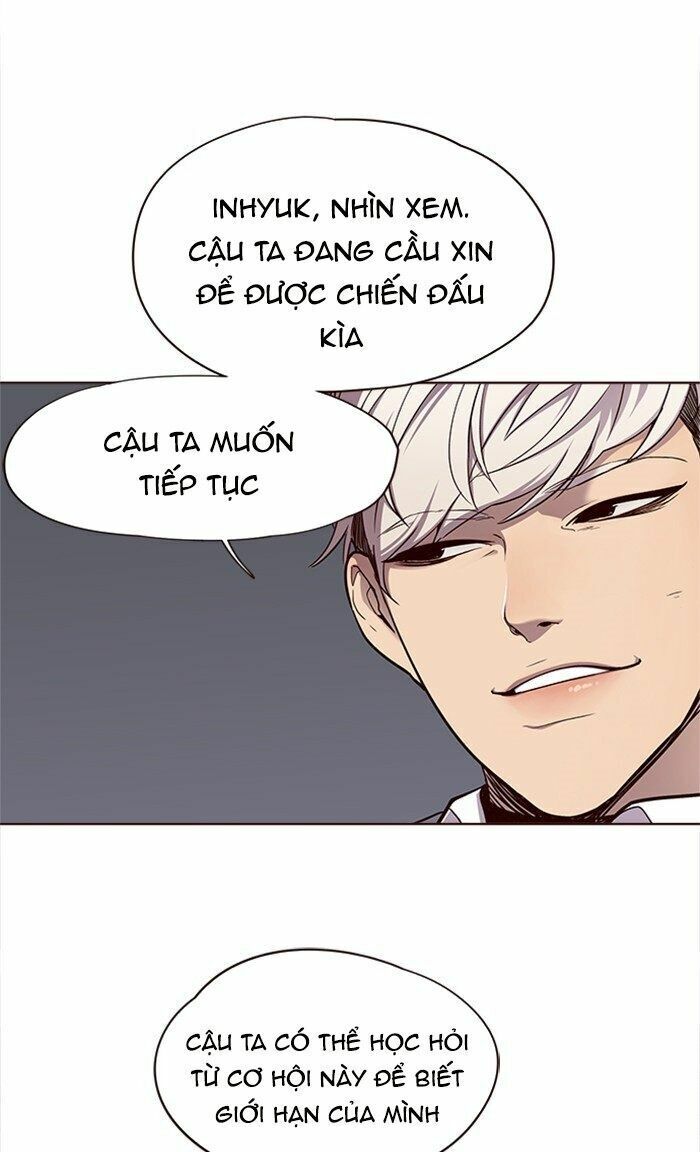 INHYUK, NHÌN XEM.
CẬU TA ĐANG CẦU XIN
ĐỂ ĐƯỢC CHIẾN ĐẤU
KÌA
CẬU TA MUỐN
TIẾP TỤC
CẬU TA CÓ THỂ HỌC HỎI
TỪ CƠ HỘI NÀY ĐỂ BIẾT
GIỚI HẠN CỦA MÌNH